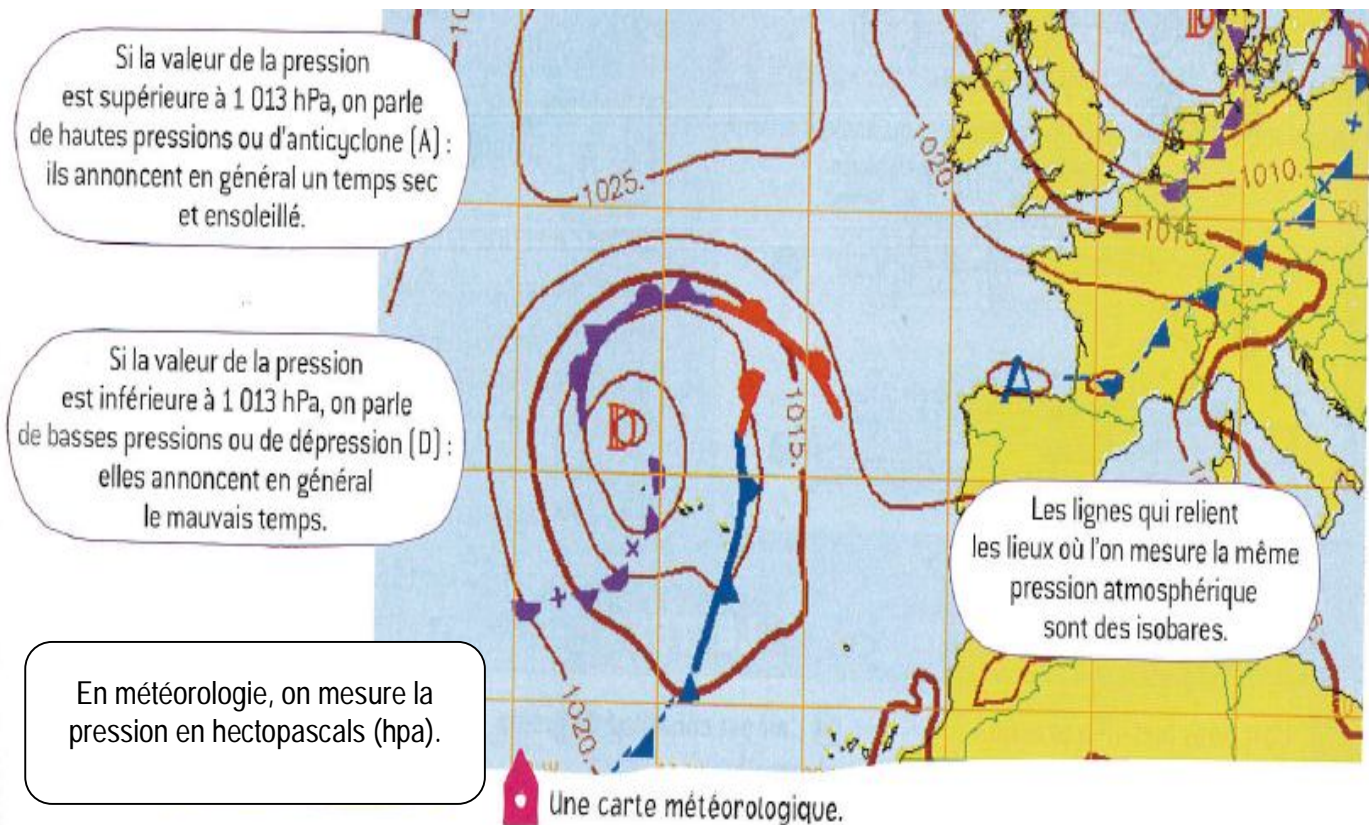 Si la valeur de la pression
est supérieure à 1 013 hPa, on parle
de hautes pressions ou d'anticyclone (A) :
ils annoncent en général un temps sec
et ensoleillé.
Si la valeur de la pression
est inférieure à 1 013 hPa, on parle
de basses pressions ou de dépression (D) :
elles annoncent en général
le mauvais temps.
En météorologie, on mesure la
pression en hectopascals (hpa).
1025.
1020.
1010.
1015.
50
A
D
1015.
D
Les lignes qui relient
les lieux où l'on mesure la même
pression atmosphérique
sont des isobares.
1020.
Une carte météorologique.